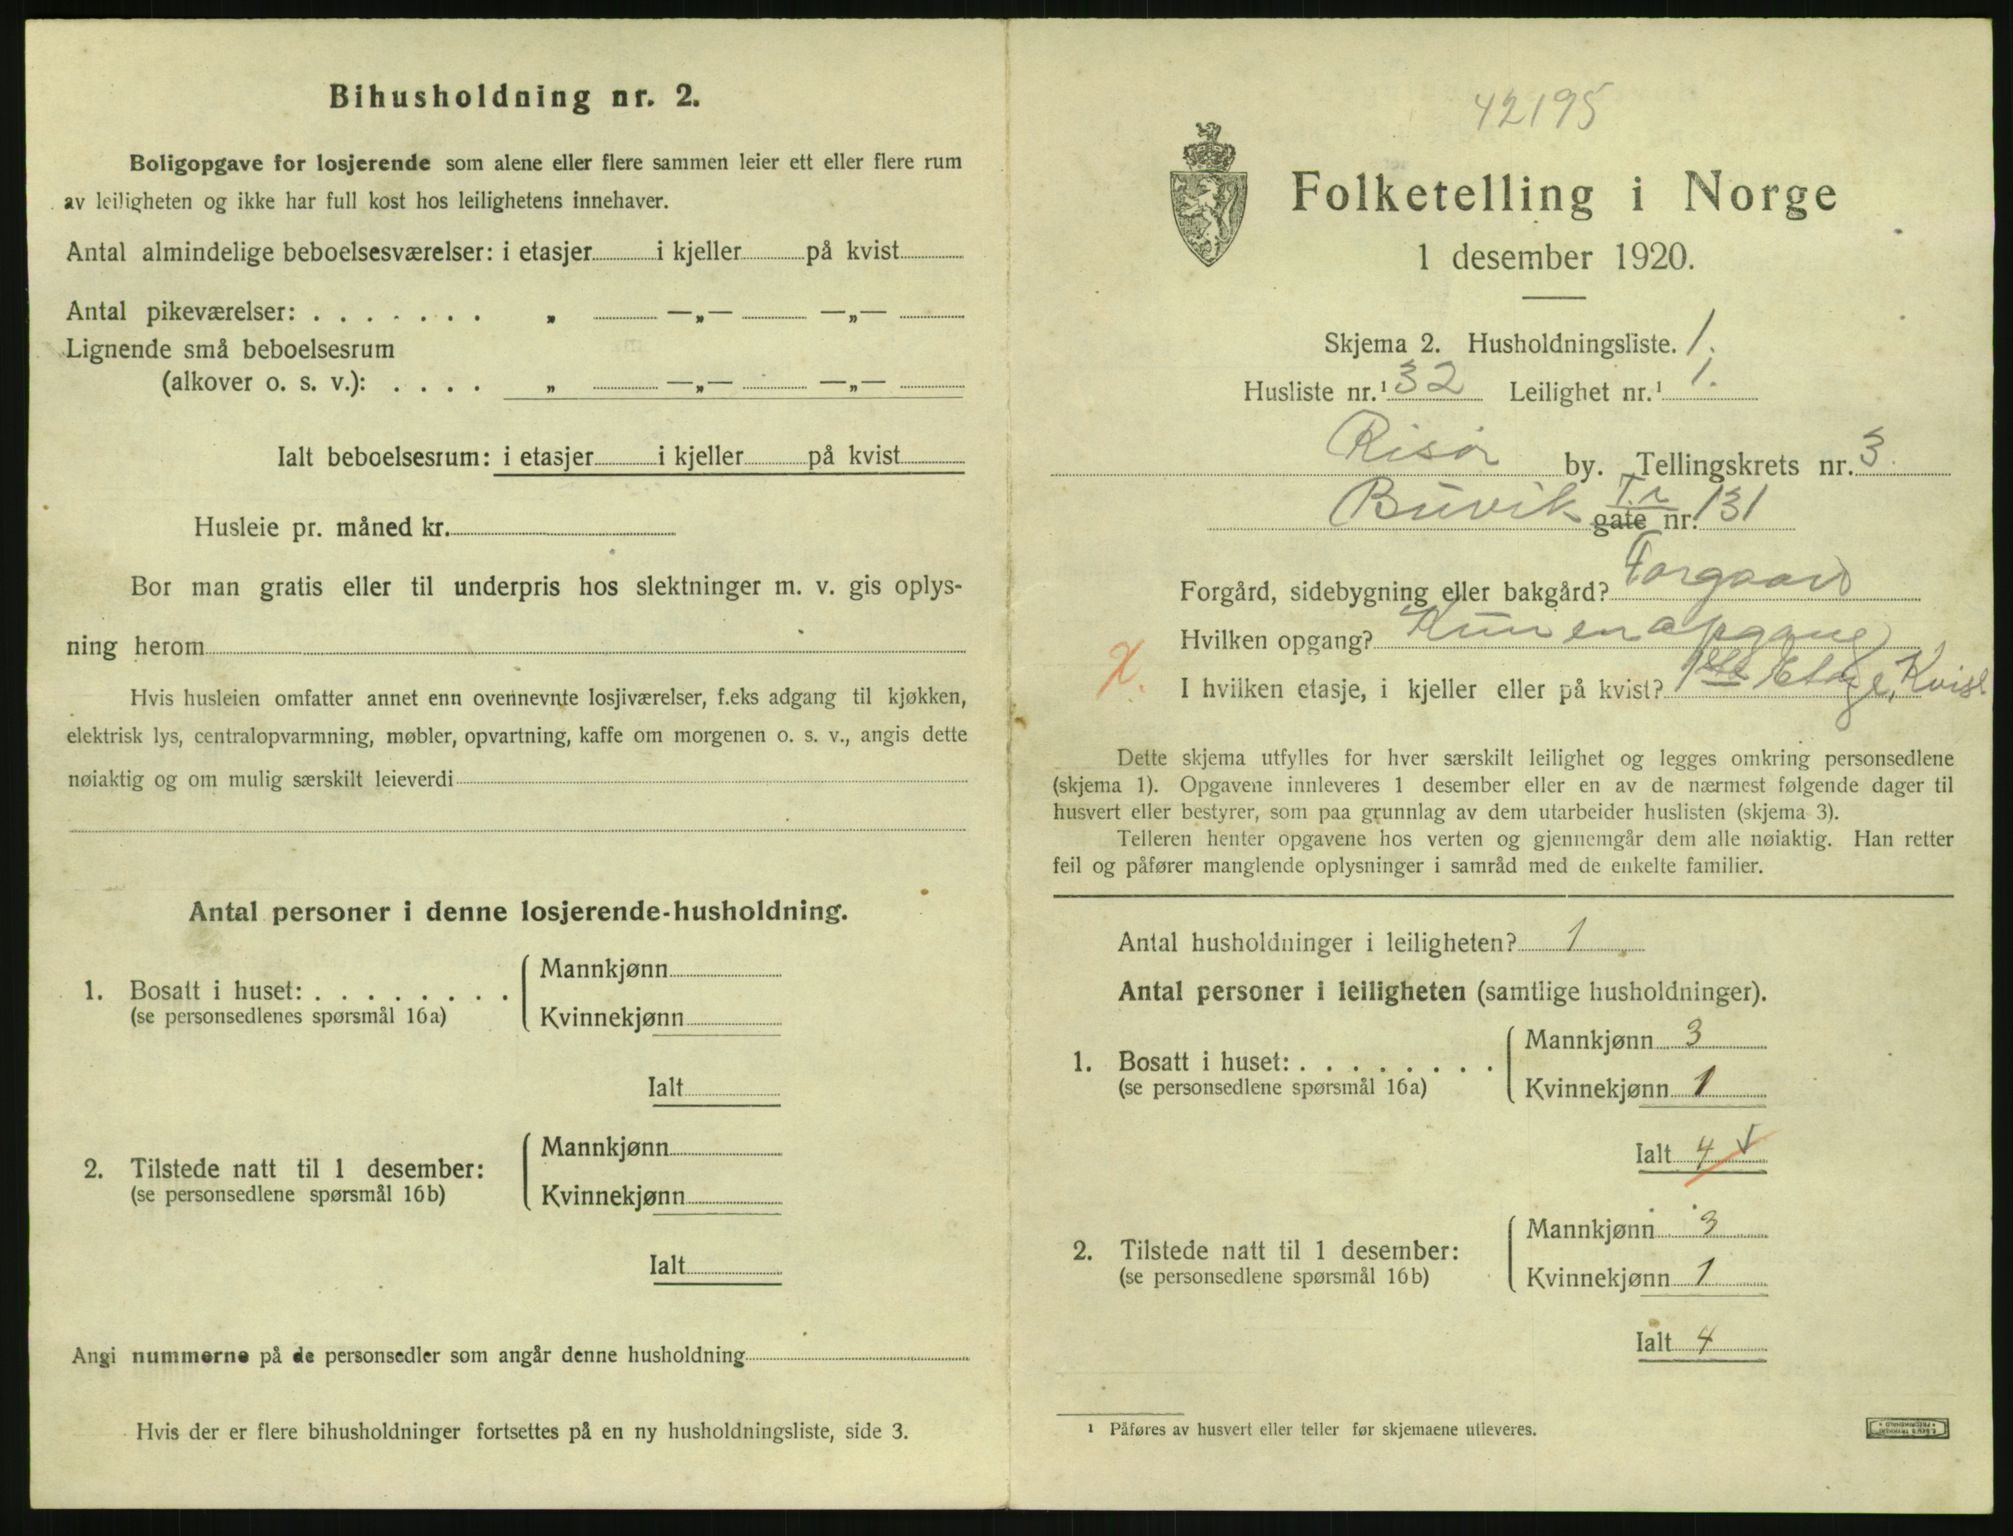 Bihusholdning nr. 2.
Boligopgave for losjerende som alene eller flere sammen leier ett eller flere rum
av leiligheten og ikke har full kost hos leilighetens innehaver.
Antal almindelige beboelsesværelser: i etasjer i kjeller på kvist
Antal pikeværelser: . . . . . . . „ —„— —„—
Lignende små beboelsesrum
(alkover o. s. v.): . . . . „ —„— —„—
Ialt beboelsesrum: i etasjer i kjeller på kvist
Husleie pr. måned kr.
Bor man gratis eller til underpris hos slektninger m. v. gis oplys-
ning herom
Hvis husleien omfatter annet enn ovennevnte losjiværelser, f.eks adgang til kjøkken,
elektrisk lys, centralopvarmning, møbler, opvartning, kaffe om morgenen o. s. v., angis dette
nøiaktig og om mulig særskilt leieverdi
Antal personer i denne losjerende-husholdning.
1. Bosatt i huset: . . . . . . . .
(se personsedlenes spørsmål 16a)
Mannkjønn
Kvinnekjønn
Ialt
2. Tilstede natt til 1 desember:
(se personsedlene spørsmål 16b)
Mannkjønn
Kvinnekjønn
Ialt
Angi nummerne på de personsedler som angår denne husholdning
Hvis der er flere bihusholdninger fortsettes på en ny husholdningsliste, side 3.
42195
Folketelling i Norge
1 desember 1920.
Skjema 2. Husholdningsliste. 1.
Husliste nr.¹ 32 Leilighet nr.¹ 1.
Risør by. Tellingskrets nr. 3.
Buvik Tr gate nr. 131
Forgård, sidebygning eller bakgård? Forgaard
Hvilken opgang? Kun en opgang
X. I hvilken etasje, i kjeller eller på kvist? 1ste Etage, Kvist
Dette skjema utfylles for hver særskilt leilighet og legges omkring personsedlene
(skjema 1). Opgavene innleveres 1 desember eller en av de nærmest følgende dager til
husvert eller bestyrer, som paa grunnlag av dem utarbeider huslisten (skjema 3).
Telleren henter opgavene hos verten og gjennemgår dem alle nøiaktig. Han retter
feil og påfører manglende oplysninger i samråd med de enkelte familier.
Antal husholdninger i leiligheten? 1
Antal personer i leiligheten (samtlige husholdninger).
1. Bosatt i huset: . . . . . . . .
(se personsedlene spørsmål 16a)
Mannkjønn 3
Kvinnekjønn 1
Ialt 4
2. Tilstede natt til 1 desember:
(se personsedlene spørsmål 16b)
Mannkjønn 3
Kvinnekjønn 1
Ialt 4
¹ Påføres av husvert eller teller før skjemaene utleveres.